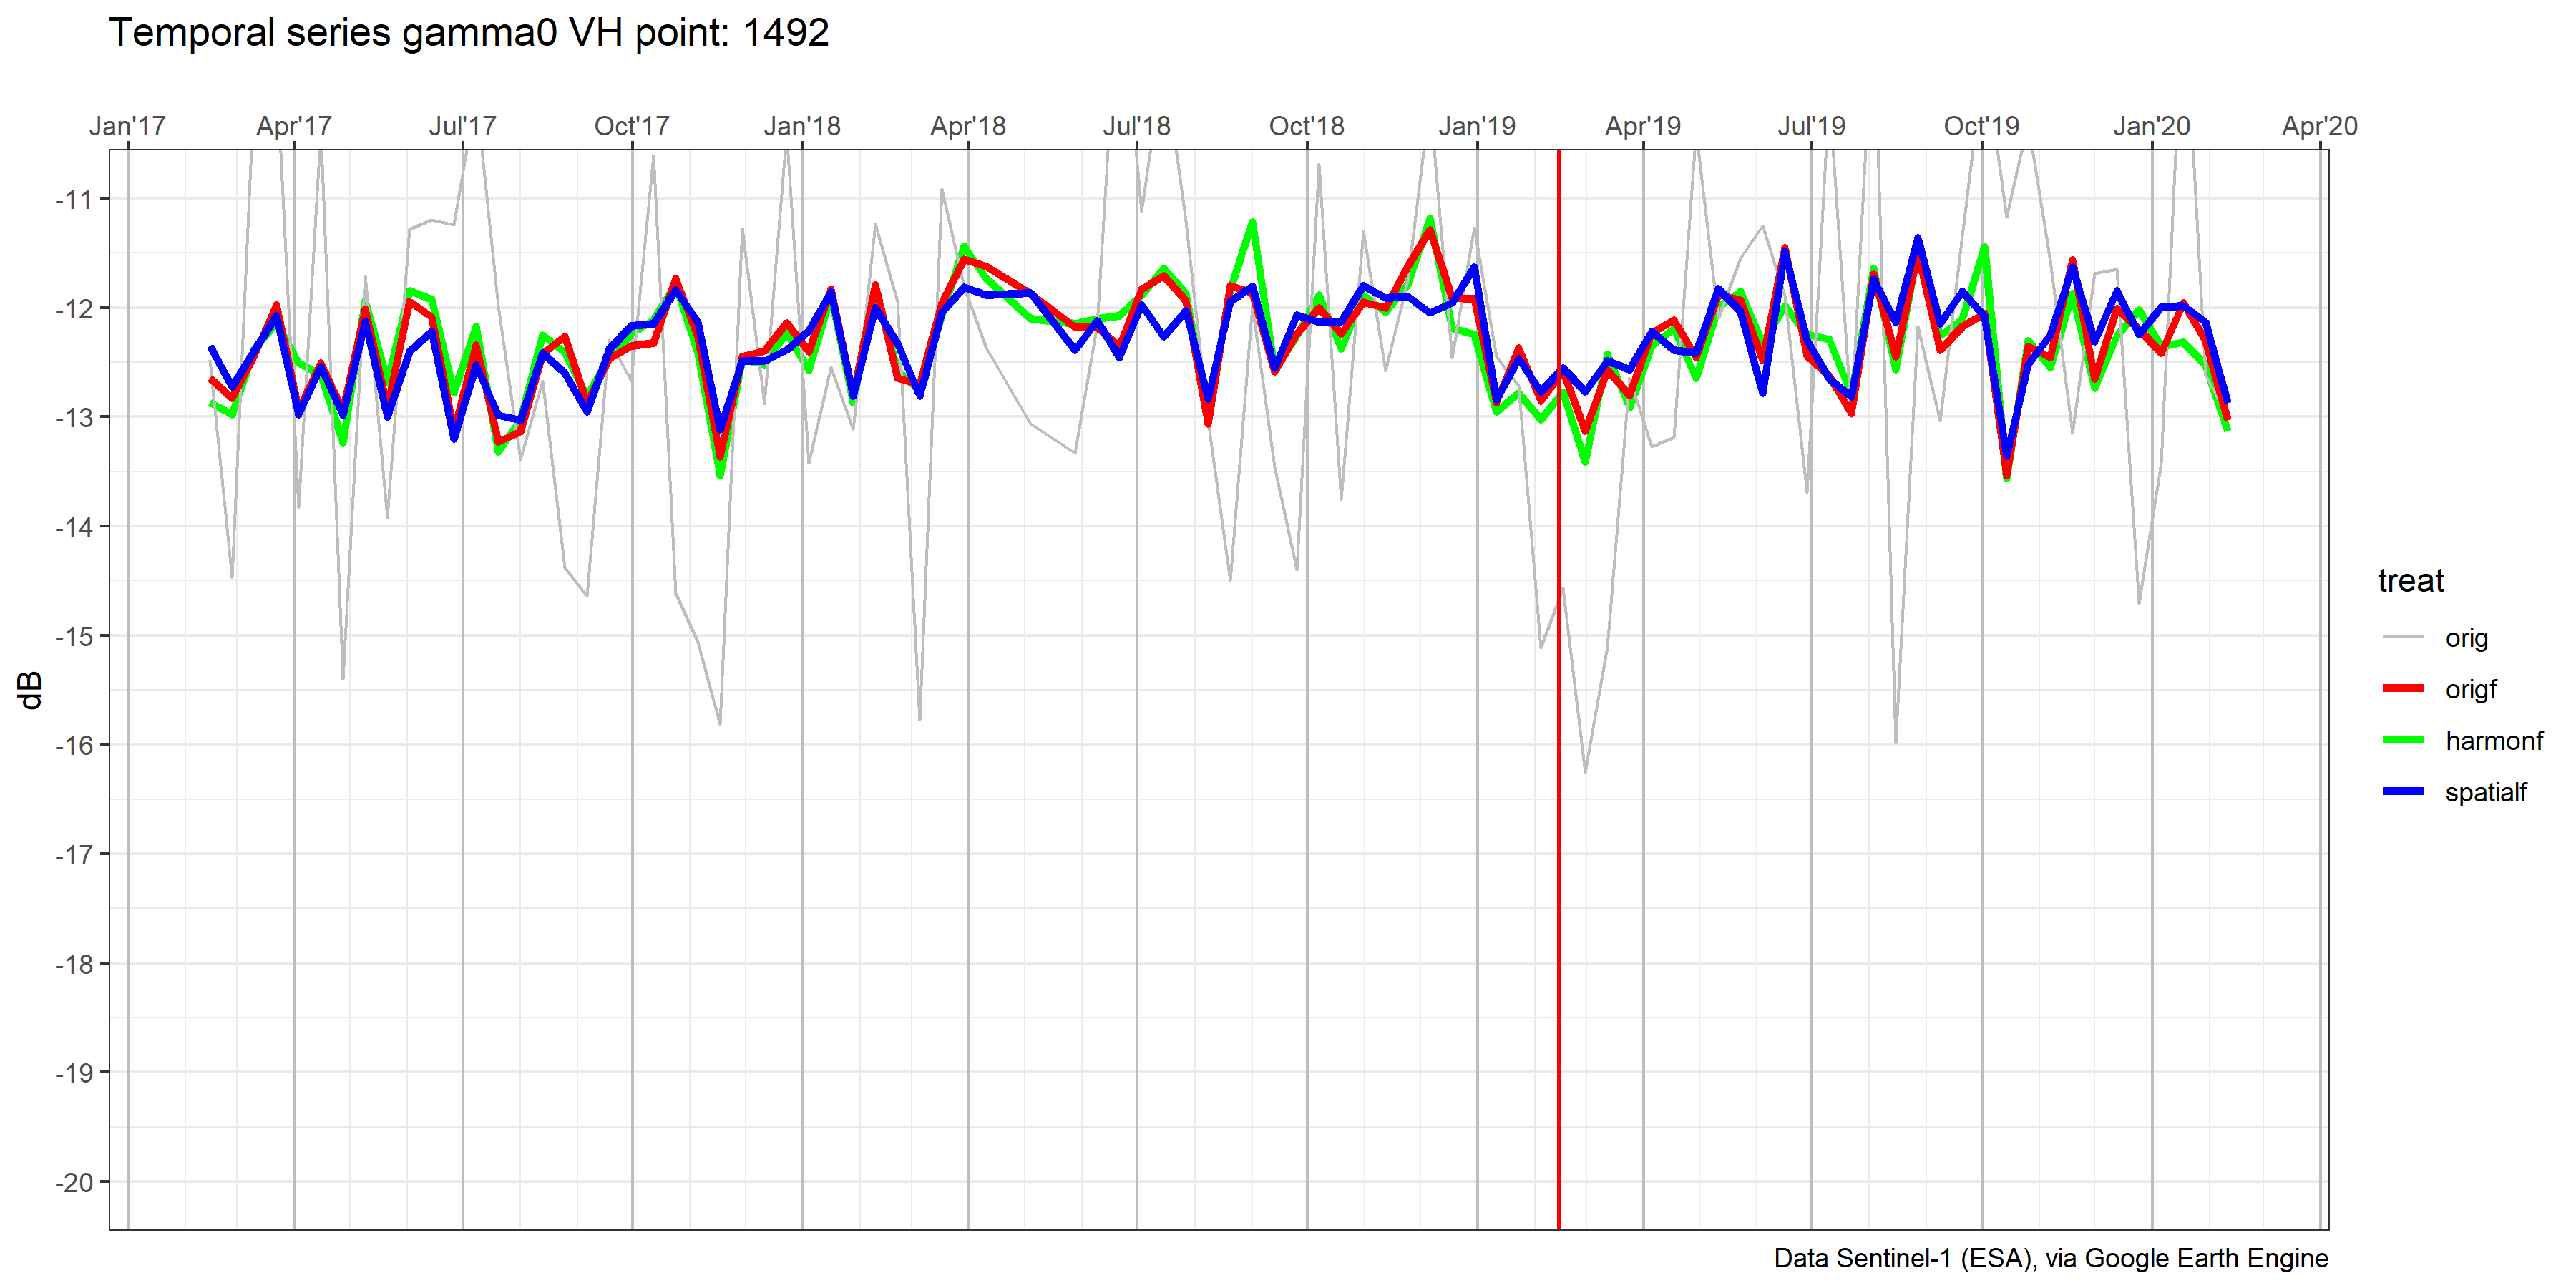 Temporal series gamma0 VH point: 1492
Jan'17 Apr'17 Jul'17 Oct'17 Jan'18 Apr'18 Jul'18 Oct'18 Jan'19 Apr'19 Jul'19 Oct'19 Jan'20 Apr'20
-11
-12
-13
-14
-15
-16
-17
-18
-19
-20
dB
treat
orig
origf
harmonf
spatialf
Data Sentinel-1 (ESA), via Google Earth Engine